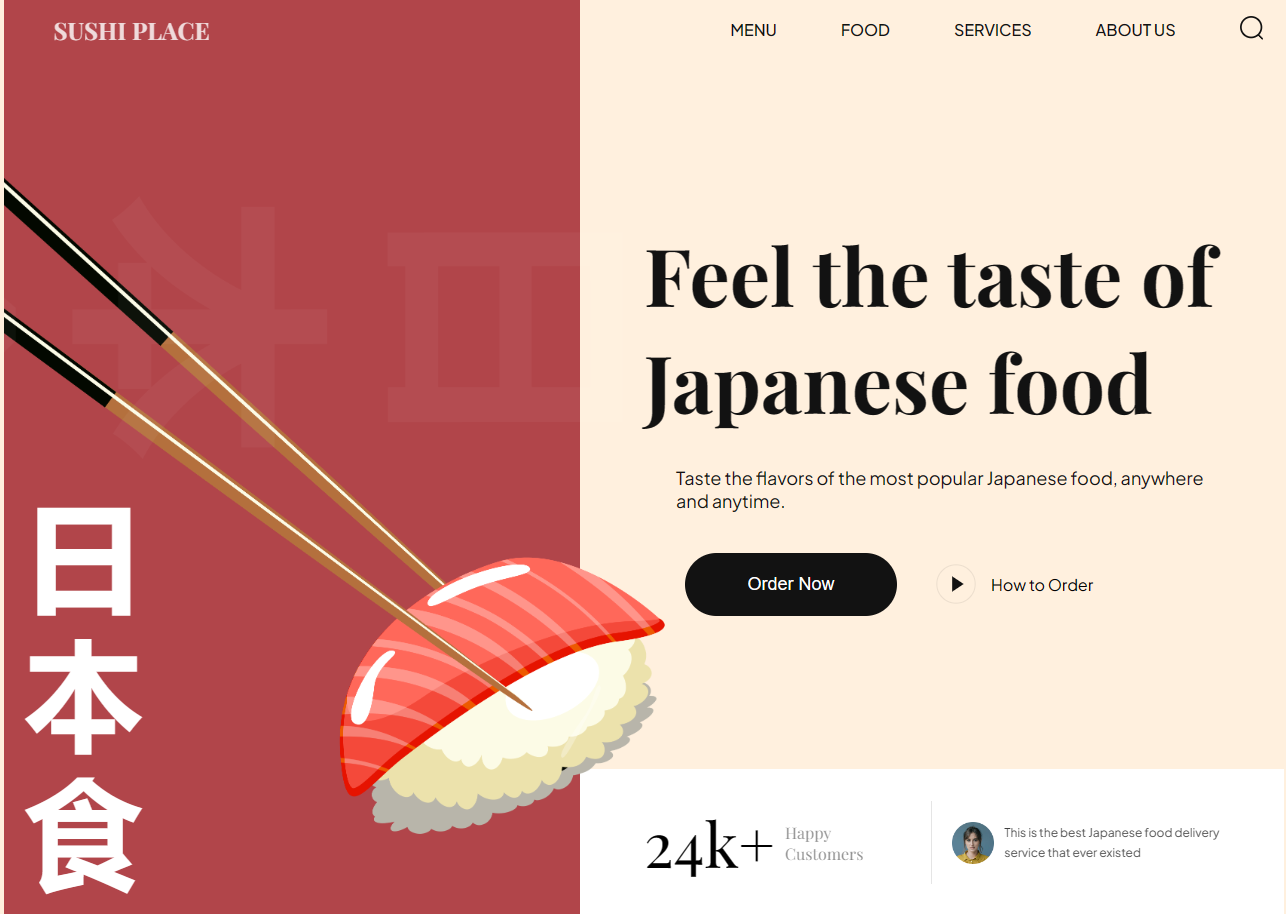 SUSHI PLACE
MENU
FOOD
SERVICES
ABOUT US
Feel the taste of
Japanese food
Taste the flavors of the most popular Japanese food, anywhere
and anytime.
Order Now
How to Order
日
本
食
24k+
Happy
Customers
This is the best Japanese food delivery
service that ever existed